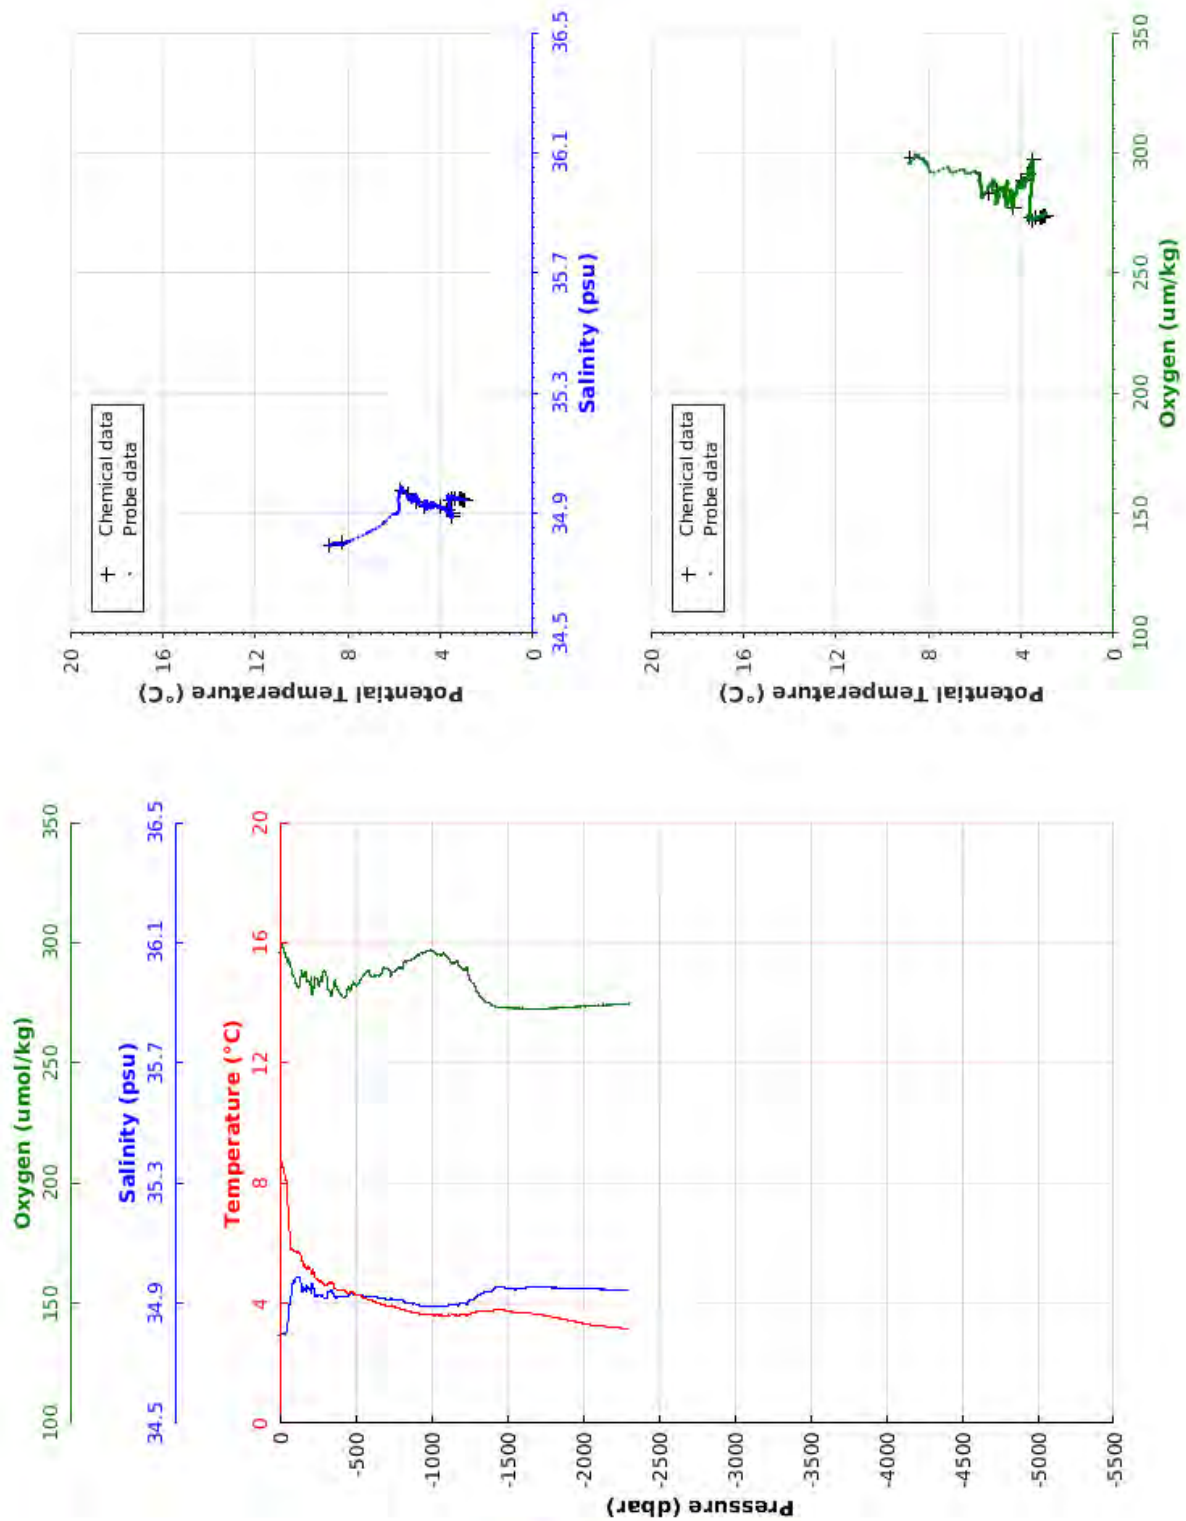 Oxygen (umol/kg)
100 150 200 250 300 350
Salinity (psu)
34.5 34.9 35.3 35.7 36.1 36.5
Temperature (°C)
0 4 8 12 16 20
0
-500
-1000
-1500
-2000
-2500
-3000
-3500
-4000
-4500
-5000
-5500
Pressure (dbar)
20
16
12
8
4
0
Potential Temperature (°C)
+ Chemical data
. Probe data
34.5 34.9 35.3 35.7 36.1 36.5
Salinity (psu)
20
16
12
8
4
0
Potential Temperature (°C)
+ Chemical data
. Probe data
100 150 200 250 300 350
Oxygen (um/kg)